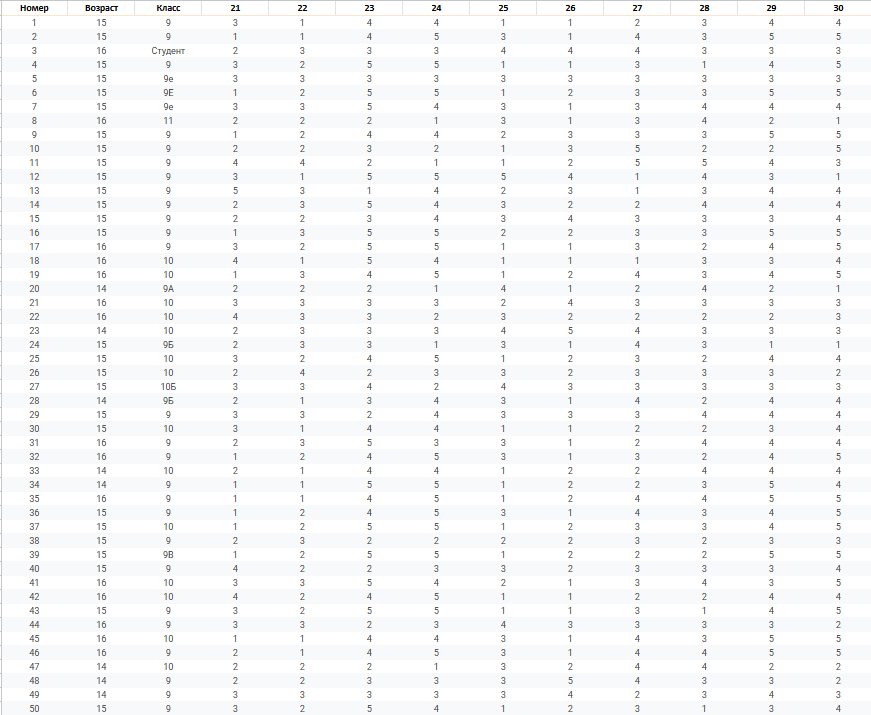 Номер Возраст Класс 21 22 23 24 25 26 27 28 29 30
1 15 9 3 1 4 4 1 1 2 3 4 4
2 15 9 1 1 4 5 3 1 4 3 5 5
3 16 Студент 2 3 3 3 4 4 4 3 3 3
4 15 9 3 2 5 5 1 1 3 1 4 5
5 15 9е 3 3 3 3 3 3 3 3 3 3
6 15 9Е 1 2 5 5 1 2 3 3 5 5
7 15 9е 3 3 5 4 3 1 3 4 4 4
8 16 11 2 2 2 1 3 1 3 4 2 1
9 15 9 1 2 4 4 2 3 3 3 5 5
10 15 9 2 2 3 2 1 3 5 2 2 5
11 15 9 4 4 2 1 1 2 5 5 4 3
12 15 9 3 1 5 5 5 4 1 4 3 1
13 15 9 5 3 1 4 2 3 1 3 4 4
14 15 9 2 3 5 4 3 2 2 4 4 4
15 15 9 2 2 3 4 3 4 3 3 3 4
16 15 9 1 3 5 5 2 2 3 3 5 5
17 16 9 3 2 5 5 1 1 3 2 4 5
18 16 10 4 1 5 4 1 1 1 3 3 4
19 16 10 1 3 4 5 1 2 4 3 4 5
20 14 9А 2 2 2 1 4 1 2 4 2 1
21 16 10 3 3 3 3 2 4 3 3 3 3
22 16 10 4 3 3 2 3 2 2 2 2 3
23 14 10 2 3 3 3 4 5 4 3 3 3
24 15 9Б 2 3 3 1 3 1 4 3 1 1
25 15 10 3 2 4 5 1 2 3 2 4 4
26 15 10 2 4 2 3 3 2 3 3 3 2
27 15 10Б 3 3 4 2 4 3 3 3 3 3
28 14 9Б 2 1 3 4 3 1 4 2 4 4
29 15 9 3 3 2 4 3 3 3 4 4 4
30 15 10 3 1 4 4 1 1 2 2 3 4
31 16 9 2 3 5 3 3 1 2 4 4 4
32 16 9 1 2 4 5 3 1 3 2 4 5
33 14 10 2 1 4 4 1 2 2 4 4 4
34 14 9 1 1 5 5 1 2 2 3 5 4
35 16 9 1 1 4 5 1 2 4 4 5 5
36 15 9 1 2 4 5 3 1 4 3 4 5
37 15 10 1 2 5 5 1 2 3 3 4 5
38 15 9 2 3 2 2 2 2 3 2 3 3
39 15 9В 1 2 5 5 1 2 2 2 5 5
40 15 9 4 2 2 3 3 2 3 3 3 4
41 16 10 3 3 5 4 2 1 3 4 3 5
42 16 10 4 2 4 5 1 1 2 2 4 4
43 15 9 3 2 5 5 1 1 3 1 4 5
44 16 9 3 3 2 3 4 3 3 3 3 2
45 16 10 1 1 4 4 3 1 4 3 5 5
46 16 9 2 1 4 5 3 1 4 4 5 5
47 14 10 2 2 2 1 3 2 4 4 2 2
48 14 9 2 2 3 3 3 5 4 3 3 2
49 14 9 3 3 3 3 3 4 2 3 4 3
50 15 9 3 2 5 4 1 2 3 1 3 4